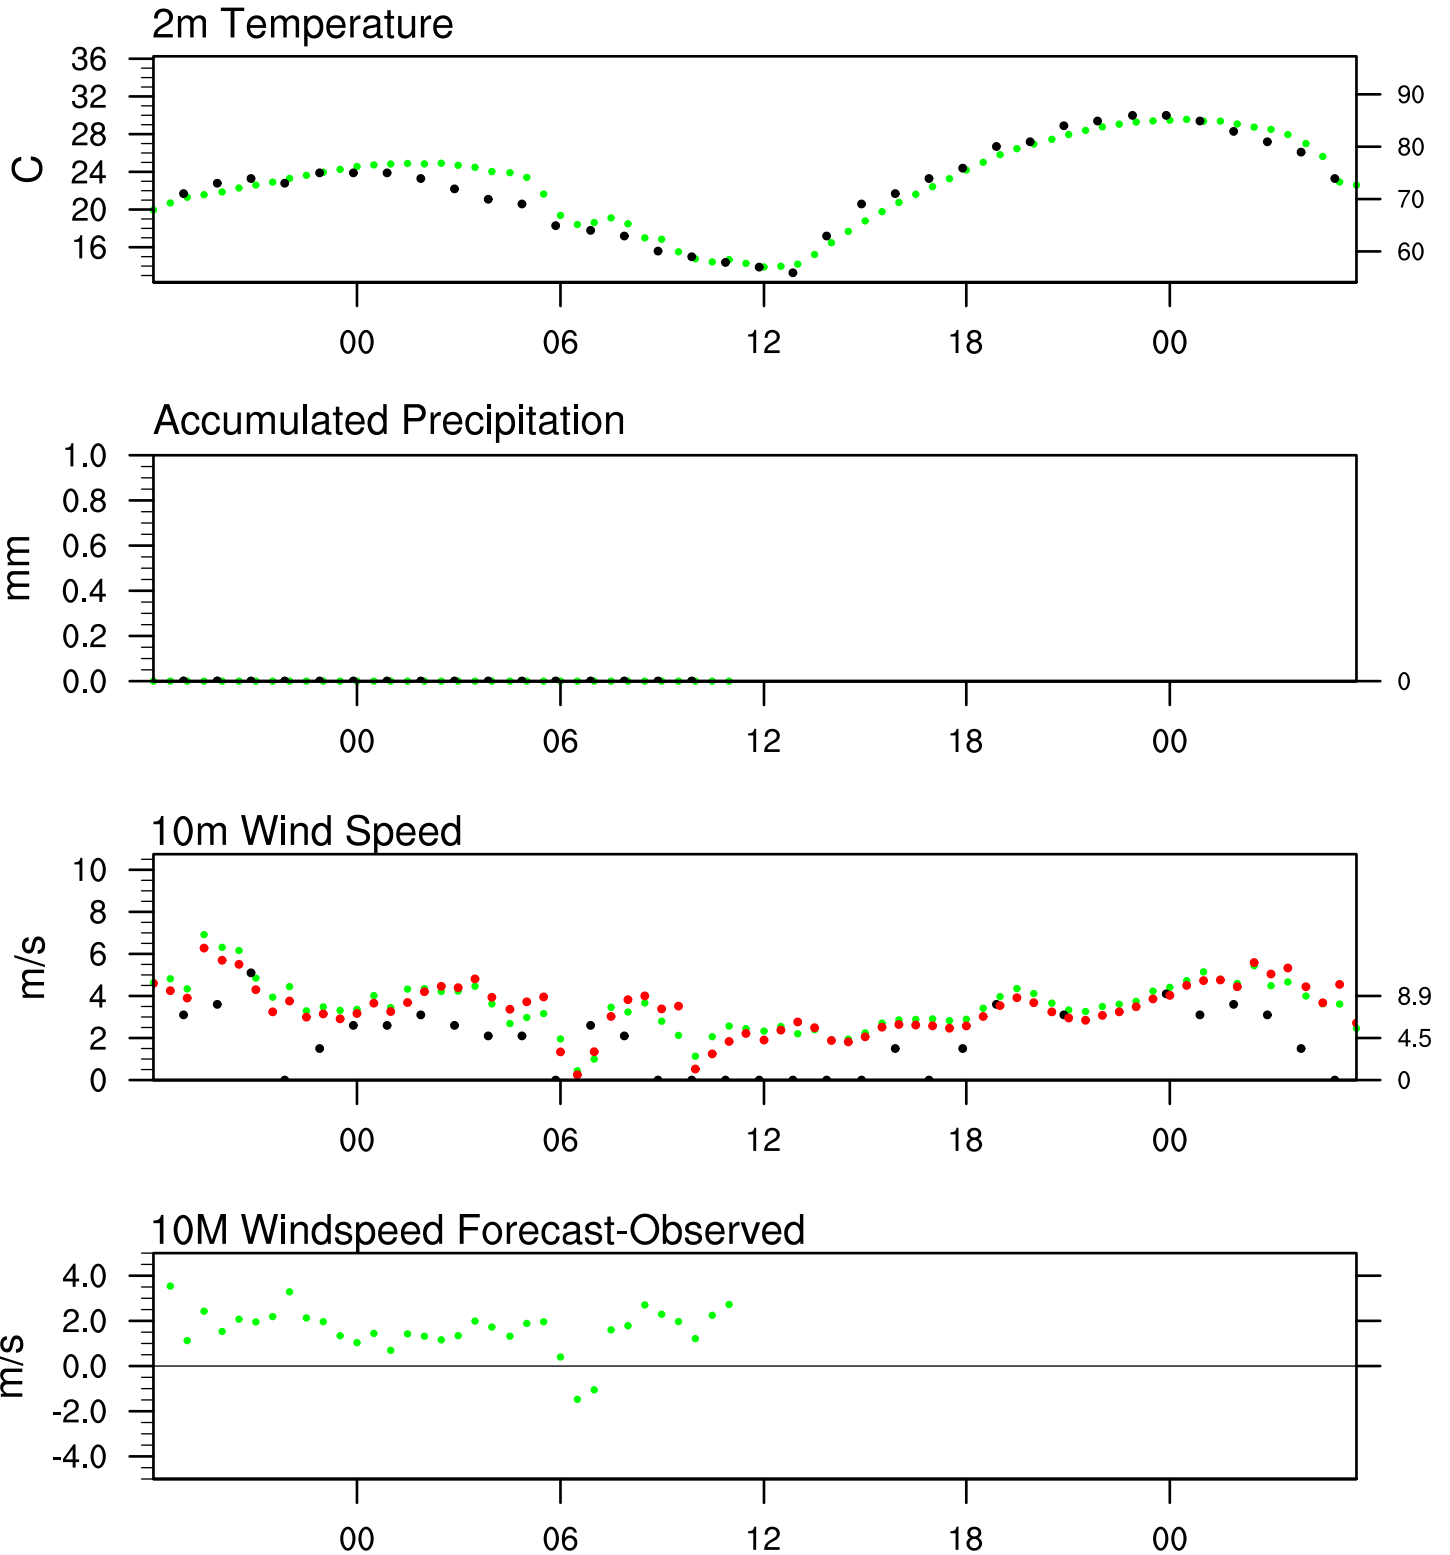 2m Temperature
36
32
28
24
20
16
C
90
80
70
60
00 06 12 18 00
Accumulated Precipitation
1.0
0.8
0.6
0.4
0.2
0.0
mm
0
00 06 12 18 00
10m Wind Speed
10
8
6
4
2
0
m/s
8.9
4.5
0
00 06 12 18 00
10M Windspeed Forecast-Observed
4.0
2.0
0.0
-2.0
-4.0
m/s
00 06 12 18 00